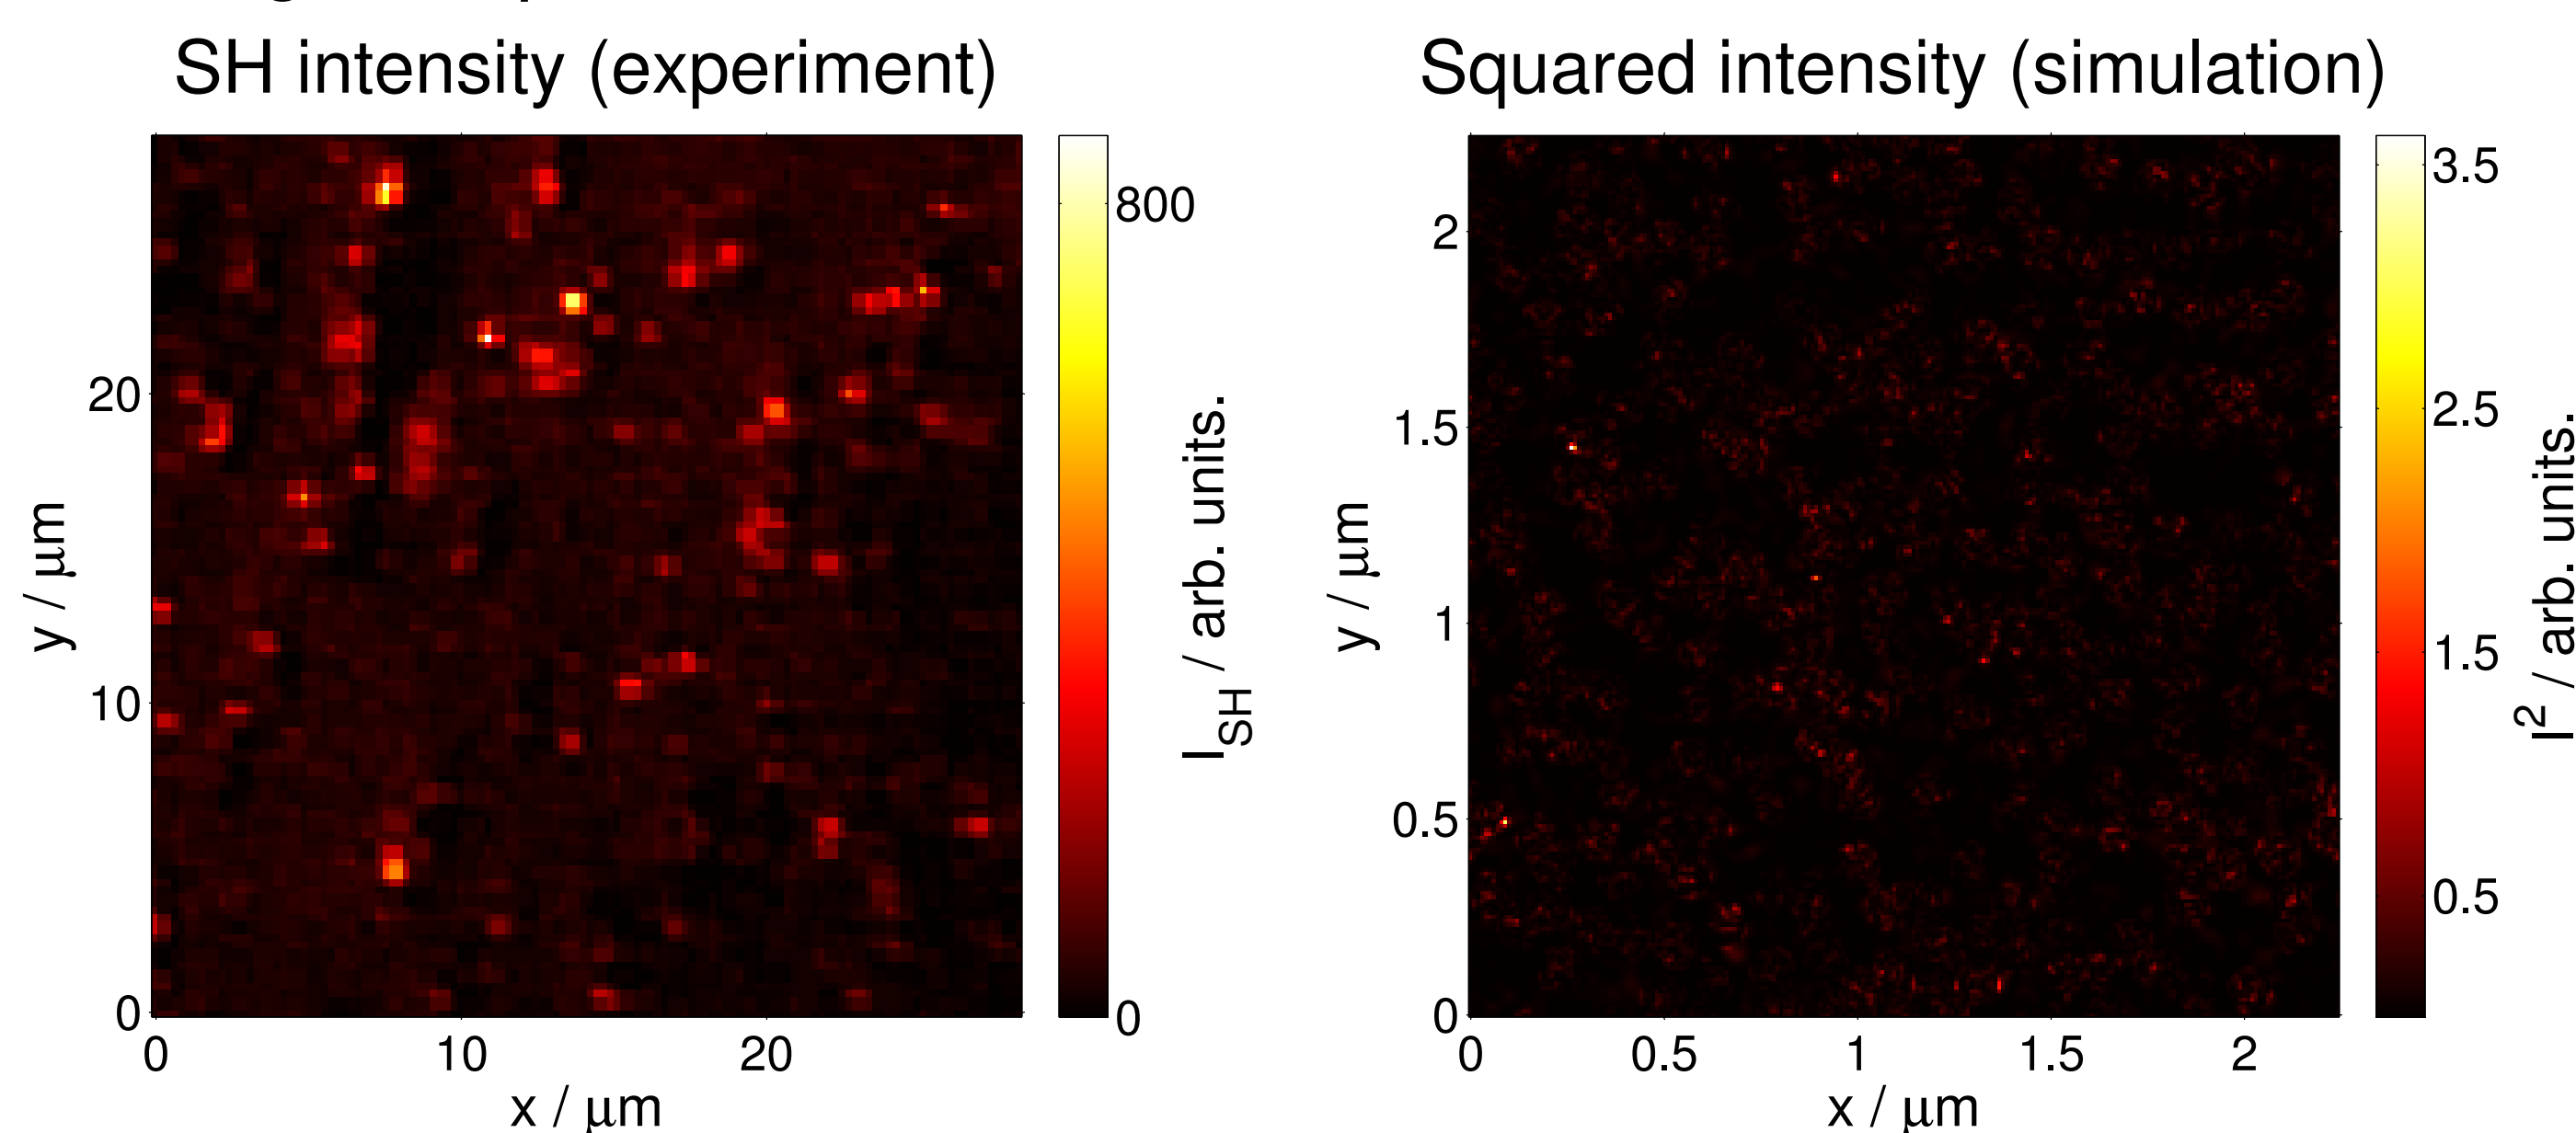 SH intensity (experiment)
20
10
0
0 10 20
x / μm
y / μm
800
0
I_SH / arb. units.
Squared intensity (simulation)
2
1.5
1
0.5
0
0 0.5 1 1.5 2
x / μm
y / μm
3.5
2.5
1.5
0.5
I² / arb. units.